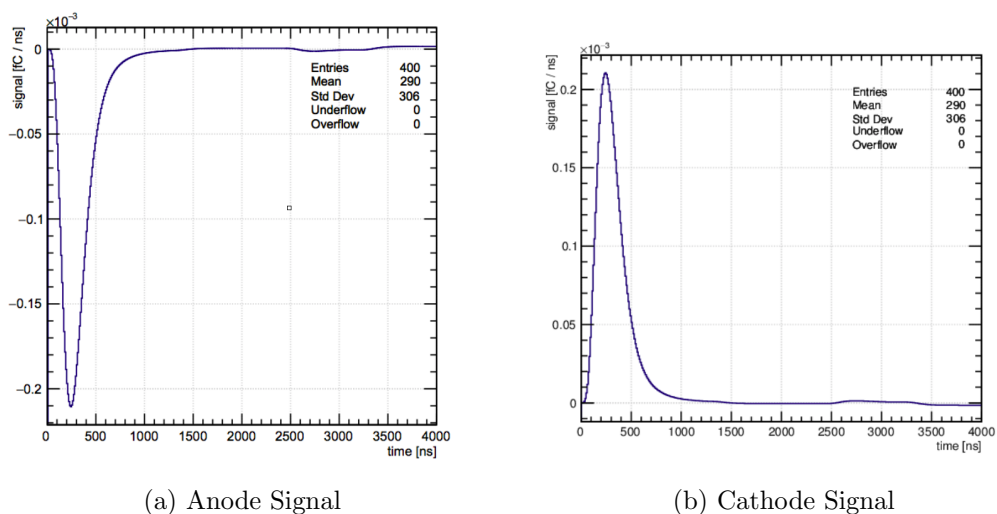 ×10⁻³
signal [fC / ns]
0
−0.05
−0.1
−0.15
−0.2
Entries 400
Mean 290
Std Dev 306
Underflow 0
Overflow 0
0 500 1000 1500 2000 2500 3000 3500 4000
time [ns]
(a) Anode Signal
×10⁻³
signal [fC / ns]
0.2
0.15
0.1
0.05
0
Entries 400
Mean 290
Std Dev 306
Underflow 0
Overflow 0
0 500 1000 1500 2000 2500 3000 3500 4000
time [ns]
(b) Cathode Signal